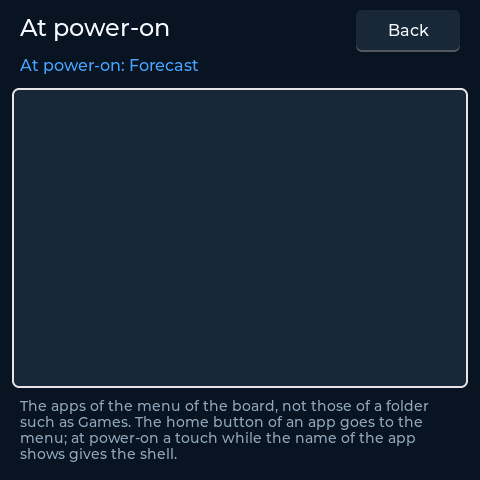 At power-on
Back
At power-on: Forecast
The apps of the menu of the board, not those of a folder
such as Games. The home button of an app goes to the
menu; at power-on a touch while the name of the app
shows gives the shell.